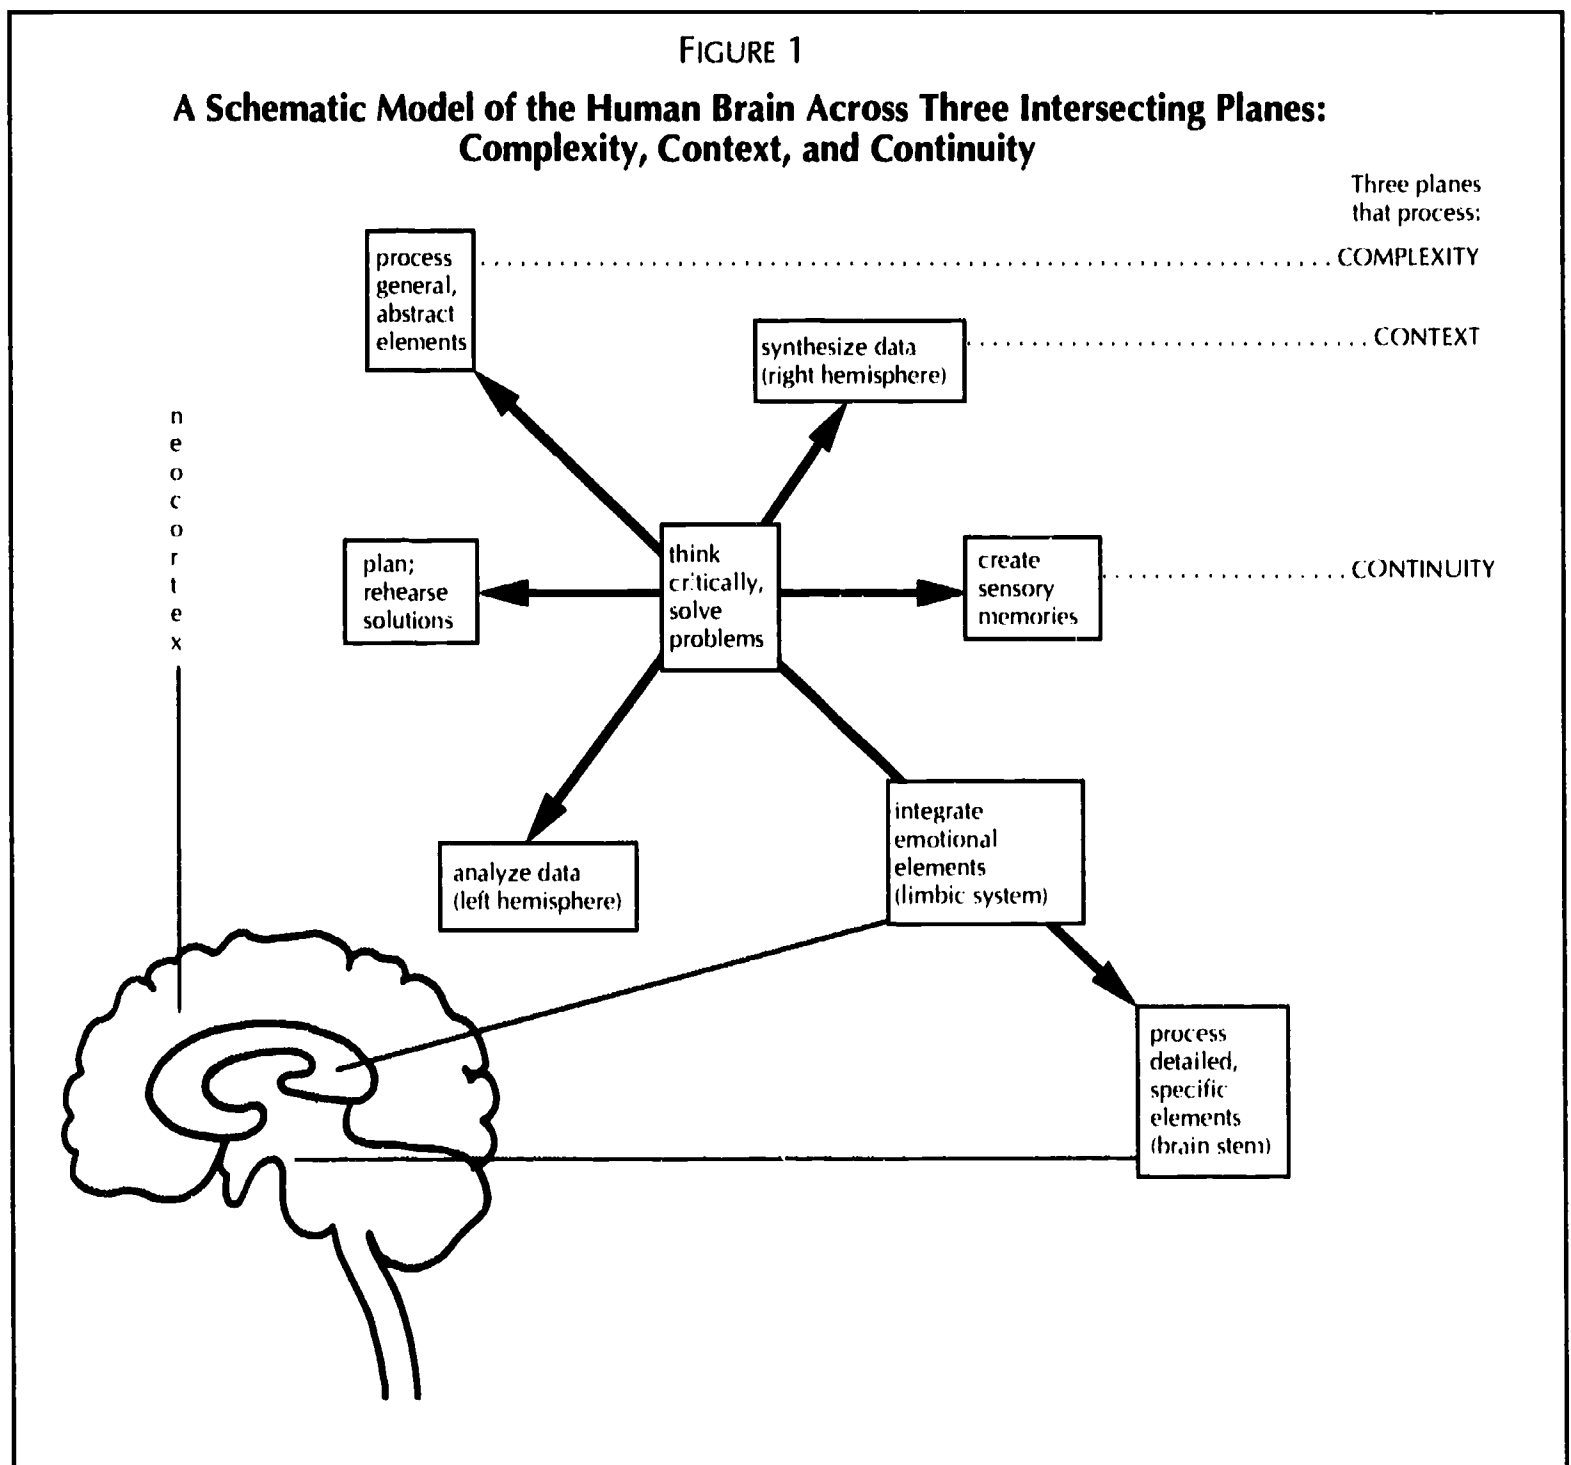 FIGURE 1
A Schematic Model of the Human Brain Across Three Intersecting Planes:
Complexity, Context, and Continuity
Three planes
that process:
process
general,
abstract
elements
COMPLEXITY
synthesize data
(right hemisphere)
CONTEXT
neocortex
plan;
rehearse
solutions
think
critically,
solve
problems
create
sensory
memories
CONTINUITY
analyze data
(left hemisphere)
integrate
emotional
elements
(limbic system)
process
detailed,
specific
elements
(brain stem)